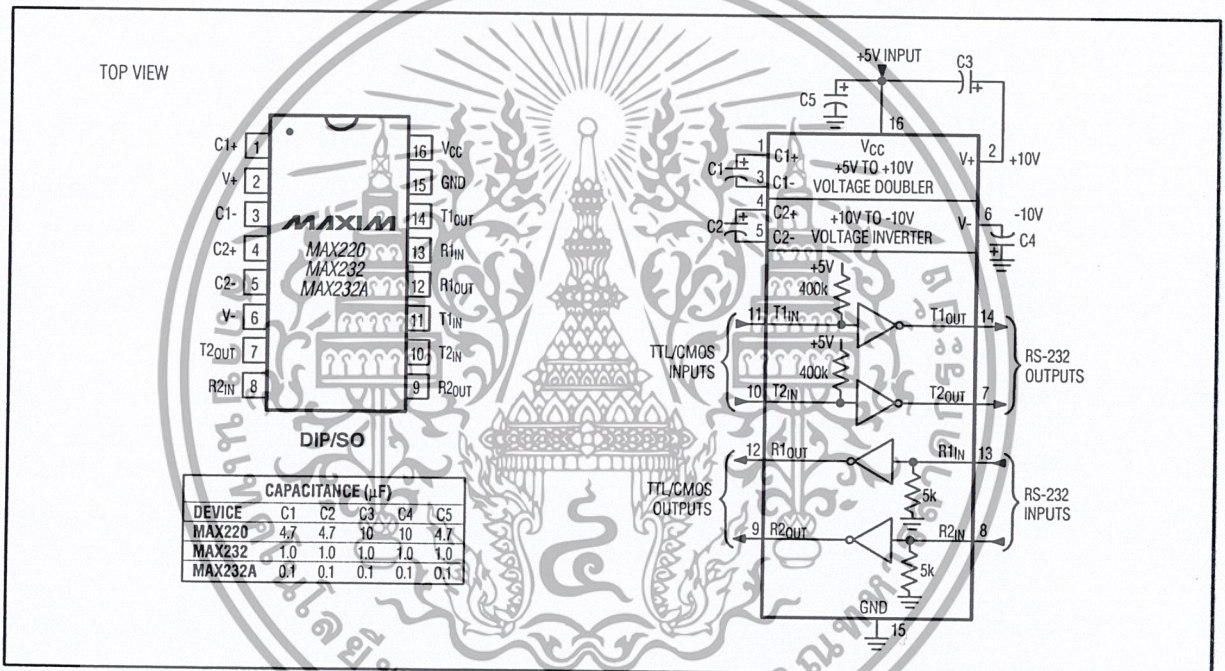 TOP VIEW
C1+ 1
V+ 2
C1- 3
C2+ 4
C2- 5
V- 6
T2OUT 7
R2IN 8
16 VCC
15 GND
14 T1OUT
13 R1IN
12 R1OUT
11 T1IN
10 T2IN
9 R2OUT
MAXIM
MAX220
MAX232
MAX232A
DIP/SO
CAPACITANCE (µF)
DEVICE C1 C2 C3 C4 C5
MAX220 4.7 4.7 10 10 4.7
MAX232 1.0 1.0 1.0 1.0 1.0
MAX232A 0.1 0.1 0.1 0.1 0.1
+5V INPUT
C3
C5
16
VCC
1 C1+
C1
3 C1-
+5V TO +10V
VOLTAGE DOUBLER
V+ 2 +10V
4 C2+
C2
5 C2-
+10V TO -10V
VOLTAGE INVERTER
V- 6 -10V
C4
+5V
400k
11 T1IN
T1OUT 14
+5V
400k
TTL/CMOS
INPUTS
RS-232
OUTPUTS
10 T2IN
T2OUT 7
12 R1OUT
R1IN 13
5k
TTL/CMOS
OUTPUTS
RS-232
INPUTS
9 R2OUT
R2IN 8
5k
GND
15